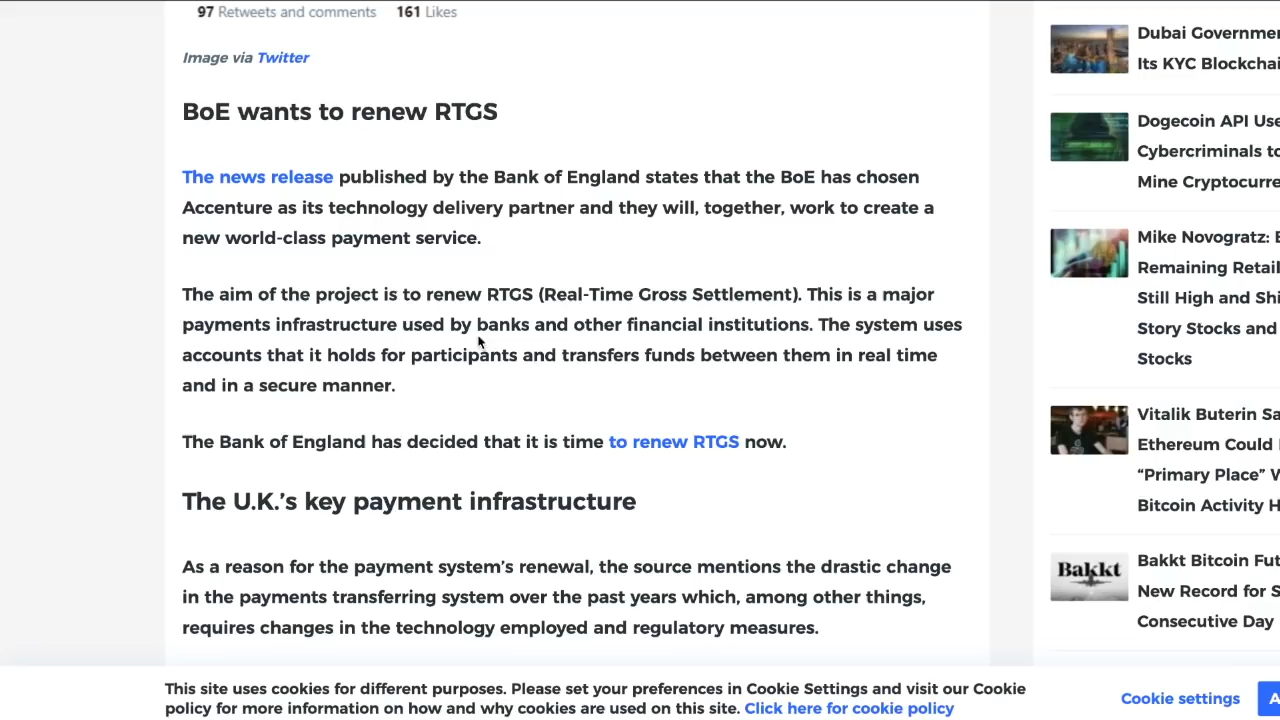 97 Retweets and comments 161 Likes
Image via Twitter
BoE wants to renew RTGS
The news release published by the Bank of England states that the BoE has chosen
Accenture as its technology delivery partner and they will, together, work to create a
new world-class payment service.
The aim of the project is to renew RTGS (Real-Time Gross Settlement). This is a major
payments infrastructure used by banks and other financial institutions. The system uses
accounts that it holds for participants and transfers funds between them in real time
and in a secure manner.
The Bank of England has decided that it is time to renew RTGS now.
The U.K.’s key payment infrastructure
As a reason for the payment system’s renewal, the source mentions the drastic change
in the payments transferring system over the past years which, among other things,
requires changes in the technology employed and regulatory measures.
Dubai Governme
Its KYC Blockchai
Dogecoin API Use
Cybercriminals to
Mine Cryptocurre
Mike Novogratz:
Remaining Retail
Still High and Shi
Story Stocks and
Stocks
Vitalik Buterin Sa
Ethereum Could
“Primary Place” W
Bitcoin Activity H
Bakkt
Bakkt Bitcoin Fut
New Record for S
Consecutive Day
This site uses cookies for different purposes. Please set your preferences in Cookie Settings and visit our Cookie
policy for more information on how and why cookies are used on this site. Click here for cookie policy
Cookie settings